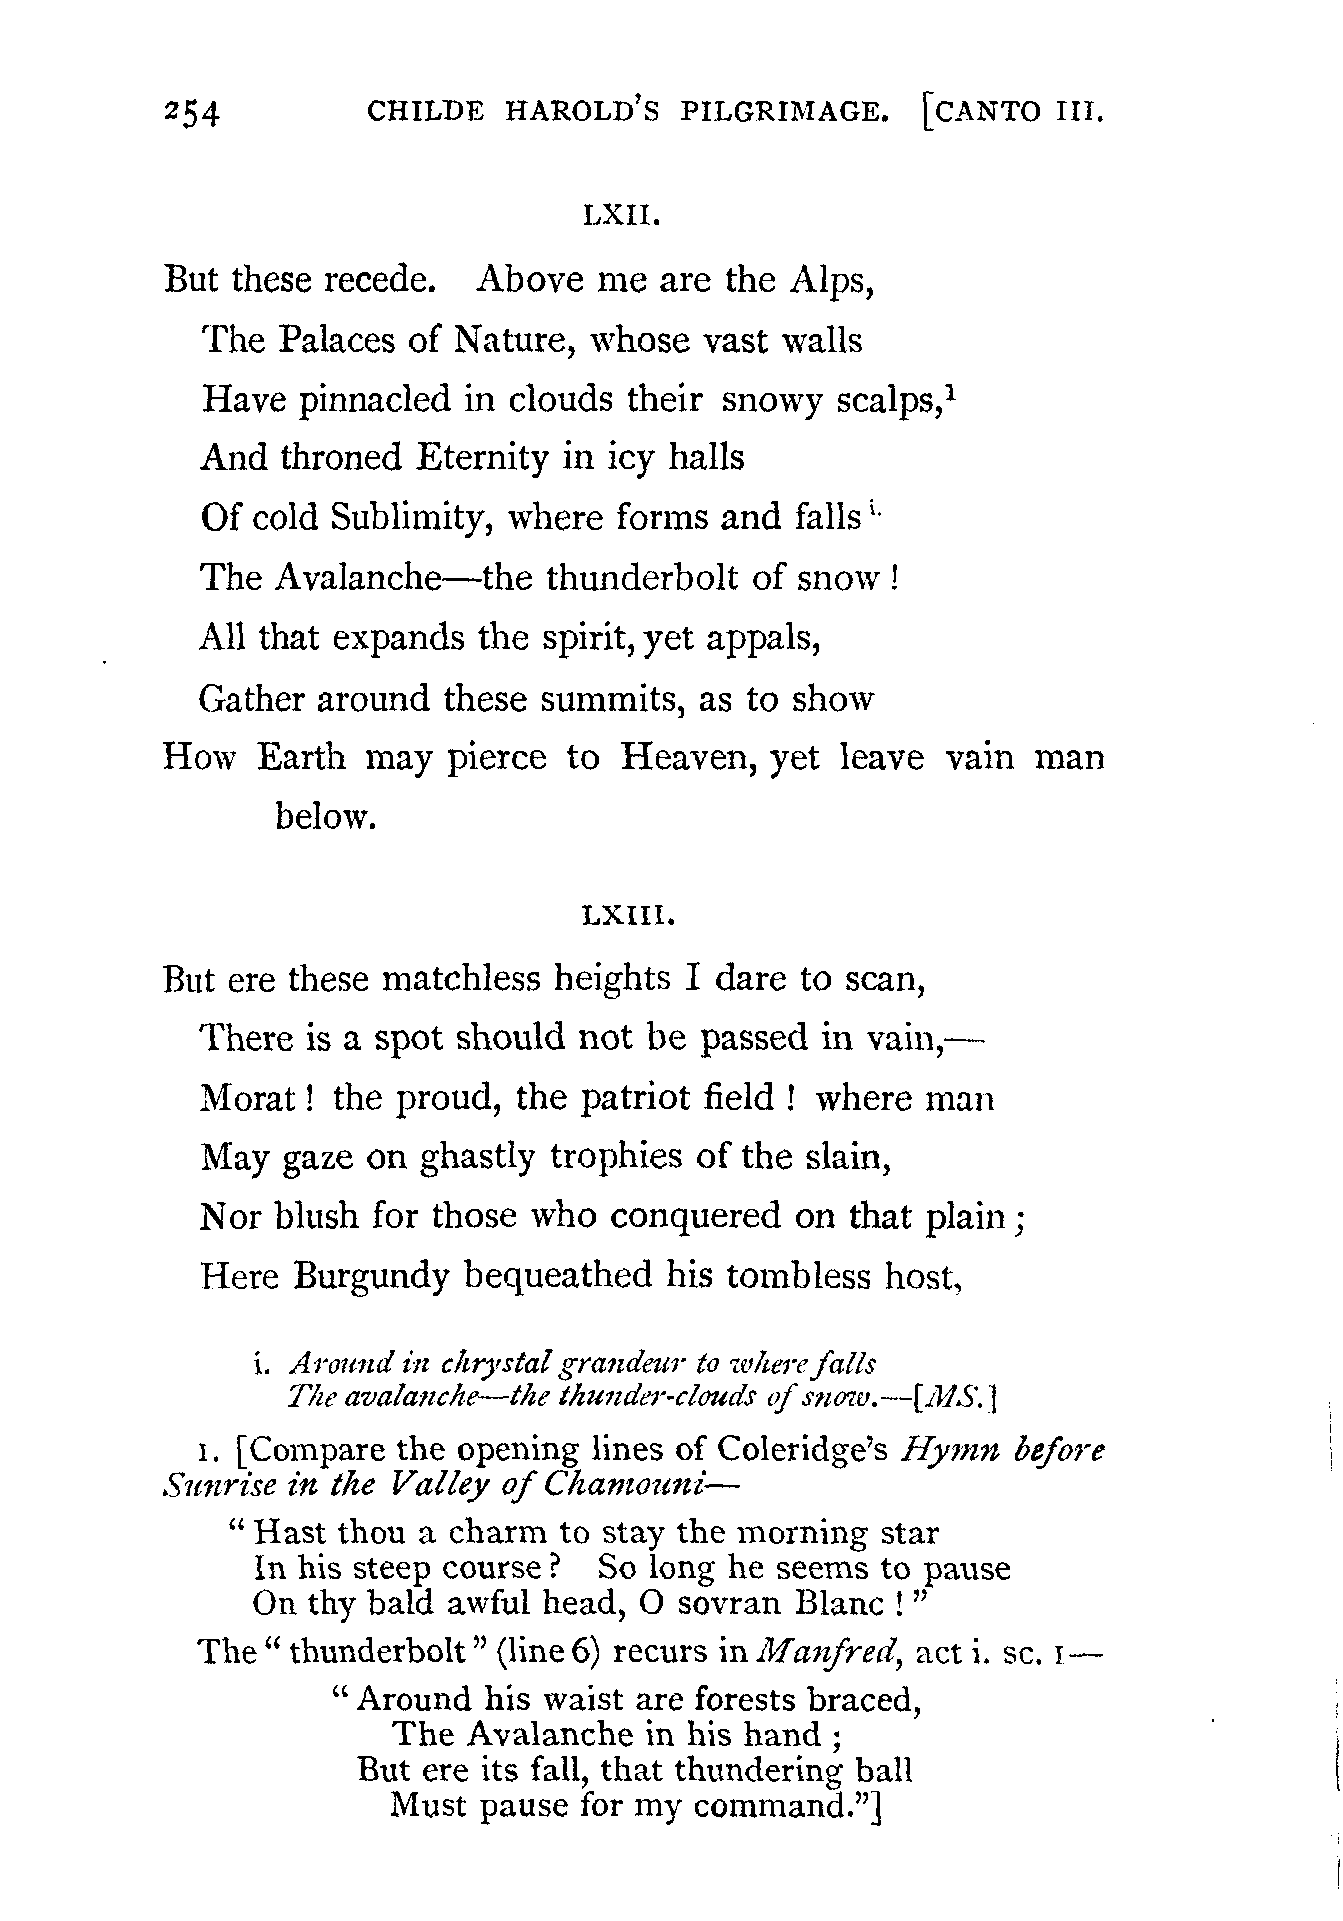 254 CHILDE HAROLD'S PILGRIMAGE. [CANTO III.
LXII.
But these recede. Above me are the Alps,
The Palaces of Nature, whose vast walls
Have pinnacled in clouds their snowy scalps,¹
And throned Eternity in icy halls
Of cold Sublimity, where forms and falls i.
The Avalanche—the thunderbolt of snow !
All that expands the spirit, yet appals,
Gather around these summits, as to show
How Earth may pierce to Heaven, yet leave vain man
below.
LXIII.
But ere these matchless heights I dare to scan,
There is a spot should not be passed in vain,—
Morat ! the proud, the patriot field ! where man
May gaze on ghastly trophies of the slain,
Nor blush for those who conquered on that plain ;
Here Burgundy bequeathed his tombless host,
i. Around in chrystal grandeur to where falls
The avalanche—the thunder-clouds of snow.—[MS.]
1. [Compare the opening lines of Coleridge's Hymn before
Sunrise in the Valley of Chamouni—
" Hast thou a charm to stay the morning star
In his steep course ? So long he seems to pause
On thy bald awful head, O sovran Blanc ! "
The " thunderbolt " (line 6) recurs in Manfred, act i. sc. 1—
" Around his waist are forests braced,
The Avalanche in his hand ;
But ere its fall, that thundering ball
Must pause for my command."]